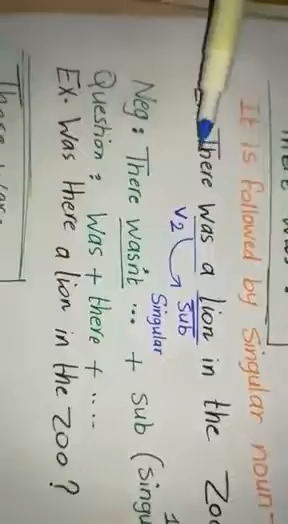 It is followed by singular noun
There was a lion in the Zoo
V2 Sub
Singular
Neg: There wasn't ... + sub (singu
Question: Was + there + ....
Ex. Was there a lion in the zoo?